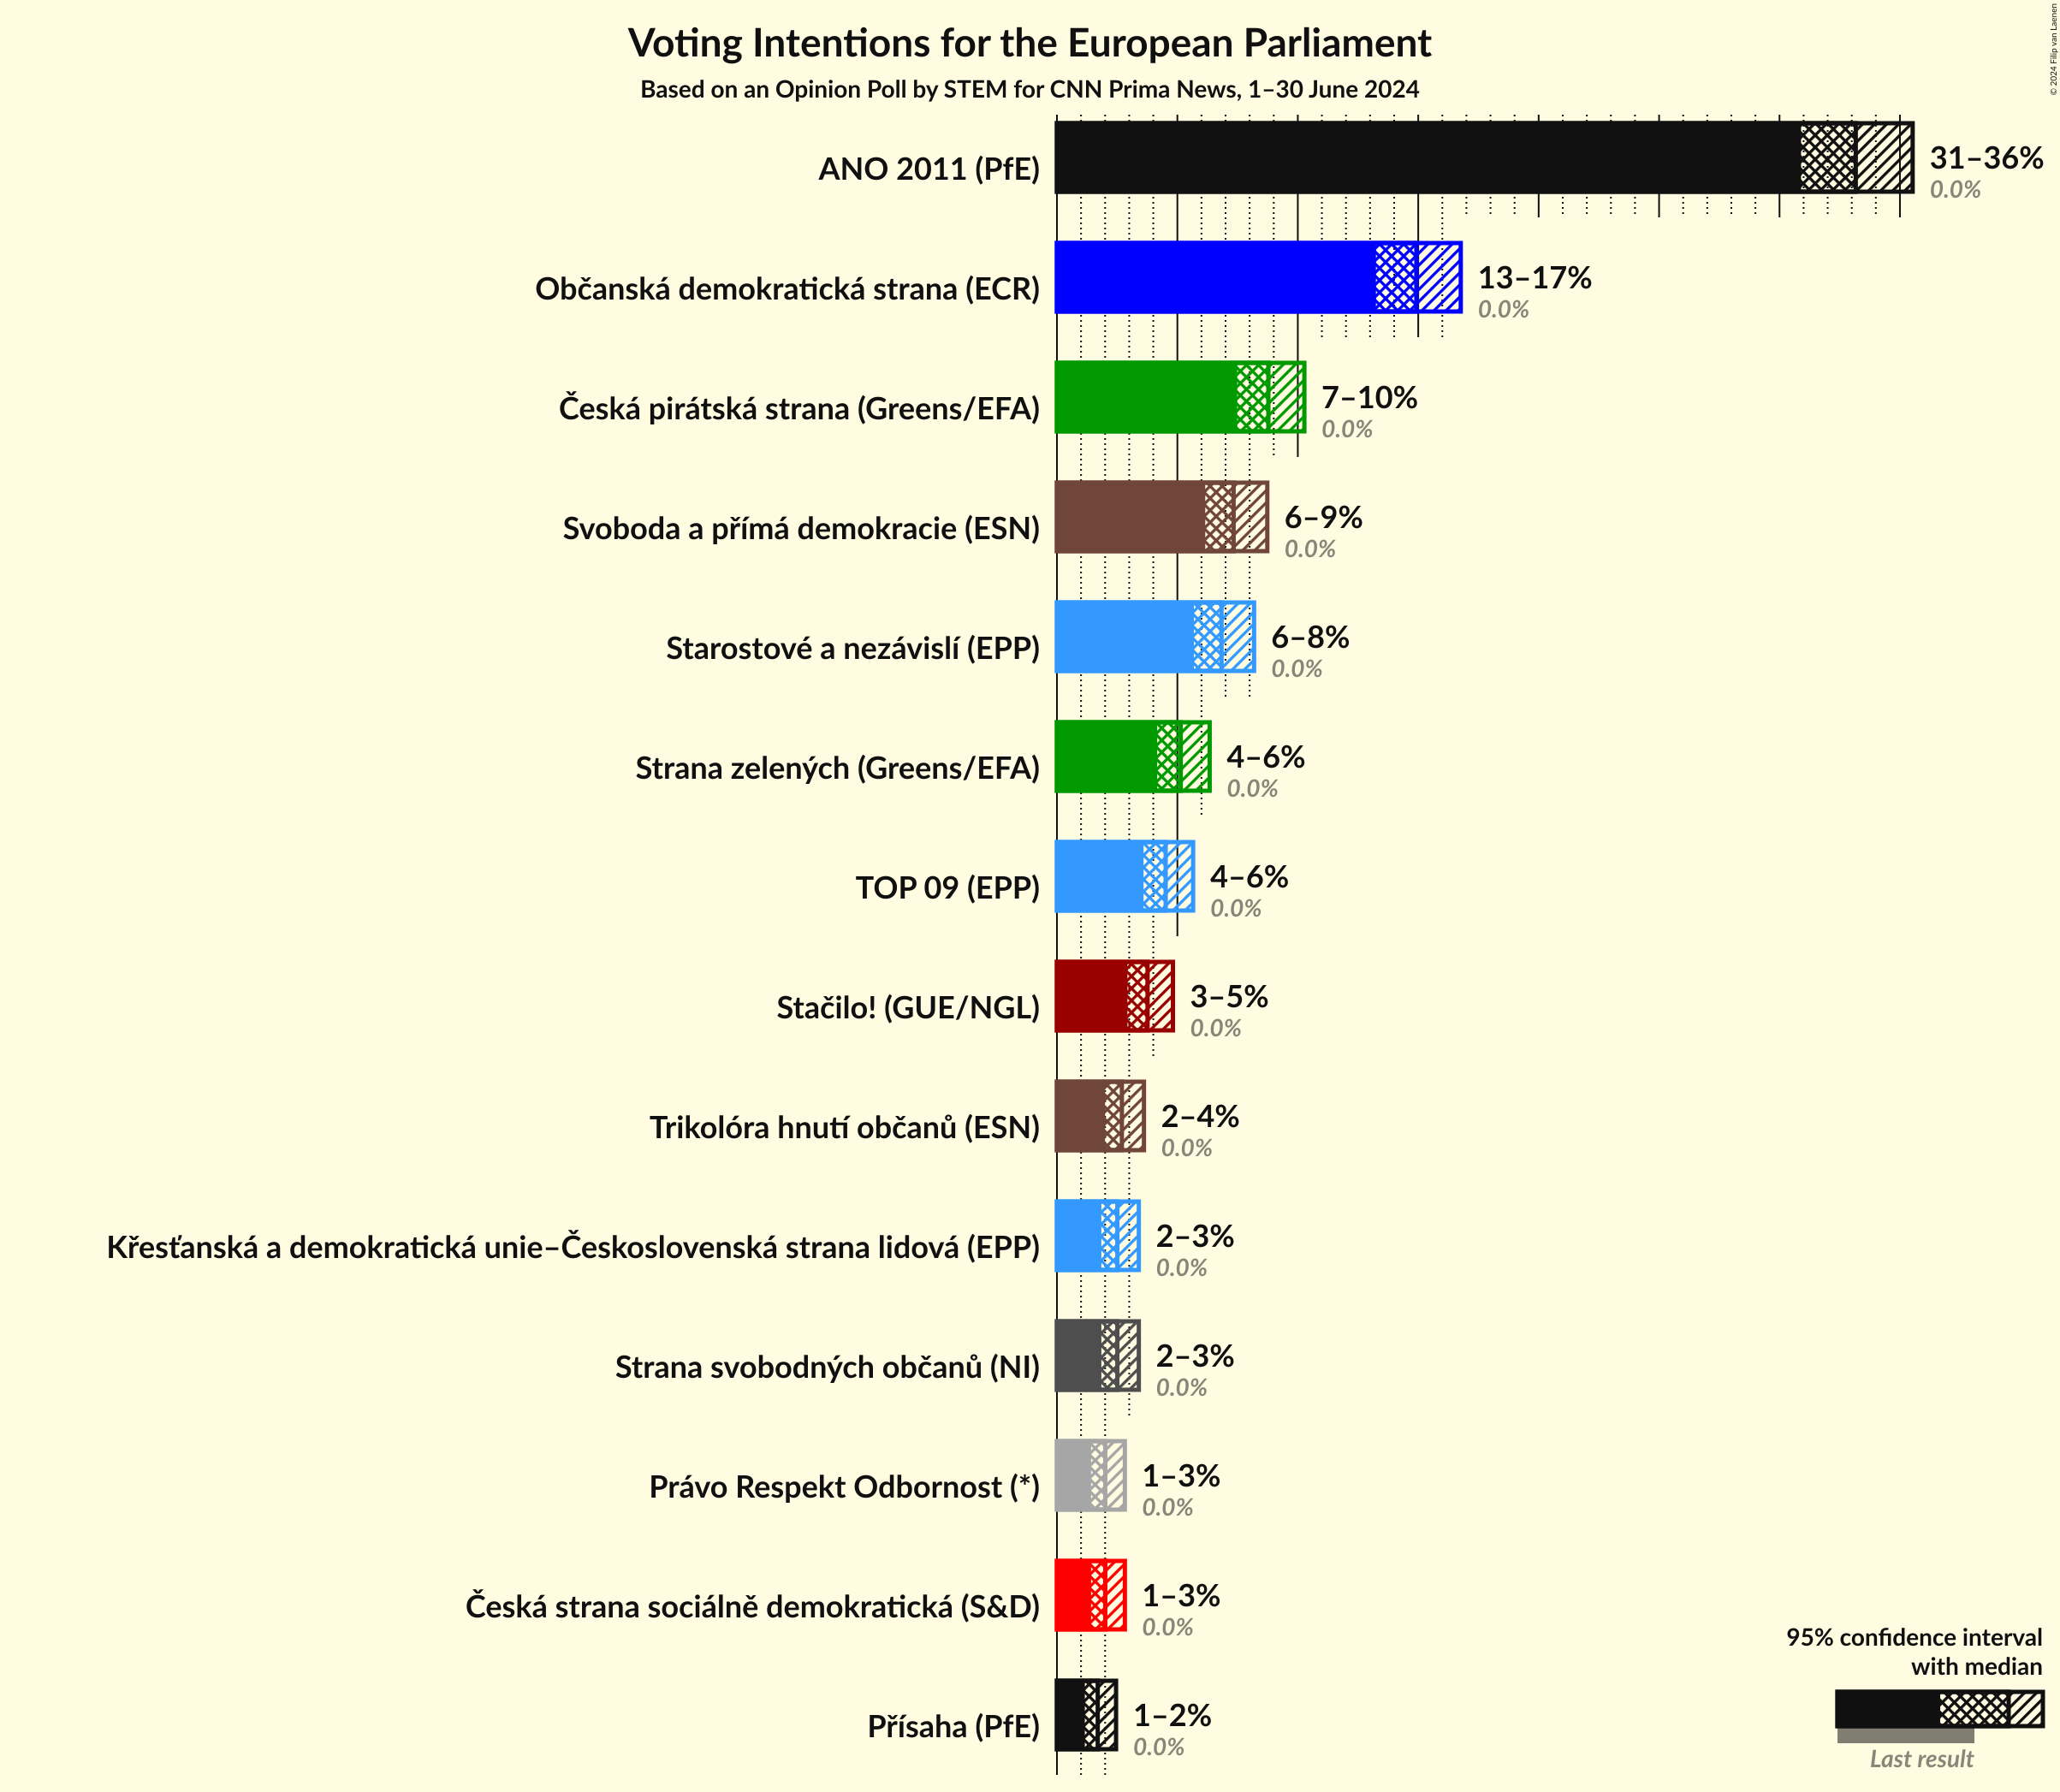 Voting Intentions for the European Parliament
Based on an Opinion Poll by STEM for CNN Prima News, 1–30 June 2024
© 2024 Filip van Laenen
ANO 2011 (PfE)
31–36%
0.0%
Občanská demokratická strana (ECR)
13–17%
0.0%
Česká pirátská strana (Greens/EFA)
7–10%
0.0%
Svoboda a přímá demokracie (ESN)
6–9%
0.0%
Starostové a nezávislí (EPP)
6–8%
0.0%
Strana zelených (Greens/EFA)
4–6%
0.0%
TOP 09 (EPP)
4–6%
0.0%
Stačilo! (GUE/NGL)
3–5%
0.0%
Trikolóra hnutí občanů (ESN)
2–4%
0.0%
Křesťanská a demokratická unie–Československá strana lidová (EPP)
2–3%
0.0%
Strana svobodných občanů (NI)
2–3%
0.0%
Právo Respekt Odbornost (*)
1–3%
0.0%
Česká strana sociálně demokratická (S&D)
1–3%
0.0%
Přísaha (PfE)
1–2%
0.0%
95% confidence interval
with median
Last result